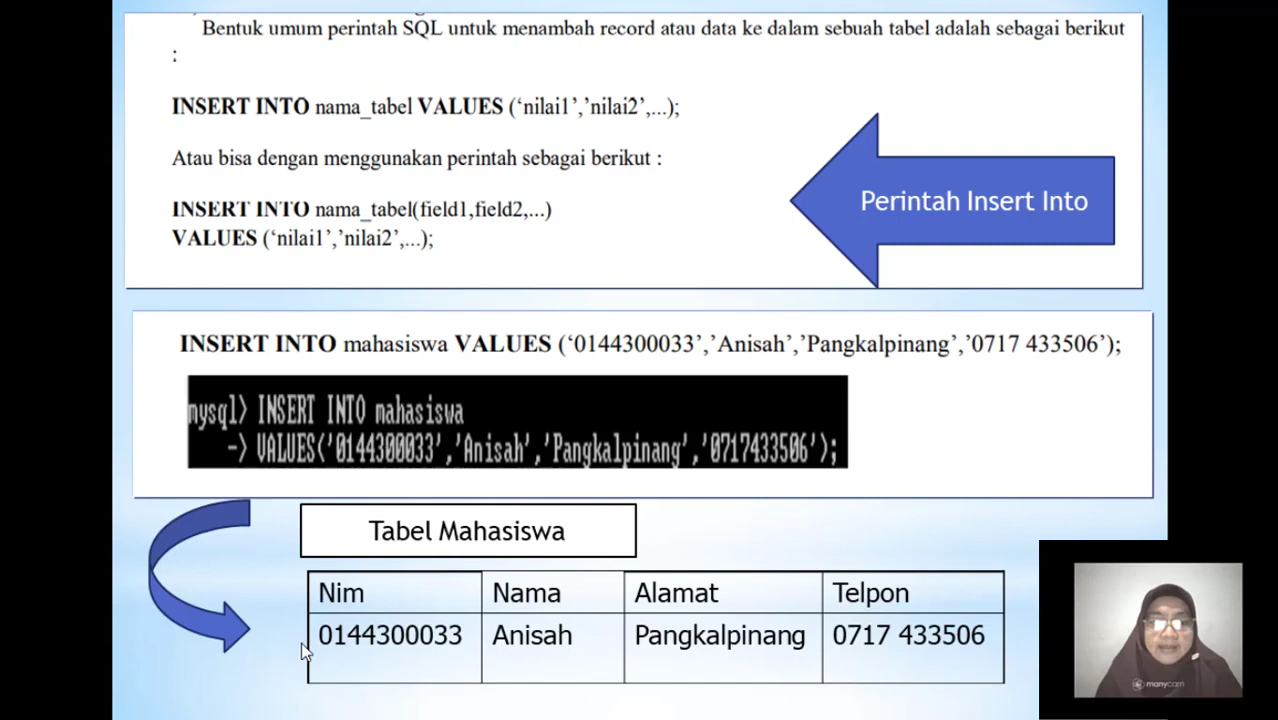 Bentuk umum perintah SQL untuk menambah record atau data ke dalam sebuah tabel adalah sebagai berikut
:
INSERT INTO nama_tabel VALUES (‘nilai1’,’nilai2’,...);
Atau bisa dengan menggunakan perintah sebagai berikut :
INSERT INTO nama_tabel(field1,field2,...)
VALUES (‘nilai1’,’nilai2’,...);
Perintah Insert Into
INSERT INTO mahasiswa VALUES (‘0144300033’,’Anisah’,’Pangkalpinang’,’0717 433506’);
mysql> INSERT INTO mahasiswa
-> VALUES('0144300033','Anisah','Pangkalpinang','0717433506');
Tabel Mahasiswa
Nim Nama Alamat Telpon
0144300033 Anisah Pangkalpinang 0717 433506
manycam